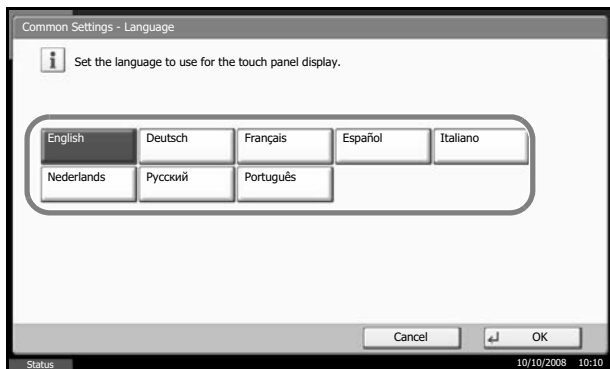 Common Settings - Language
i Set the language to use for the touch panel display.
English Deutsch Français Español Italiano
Nederlands Русский Português
Cancel OK
Status 10/10/2008 10:10